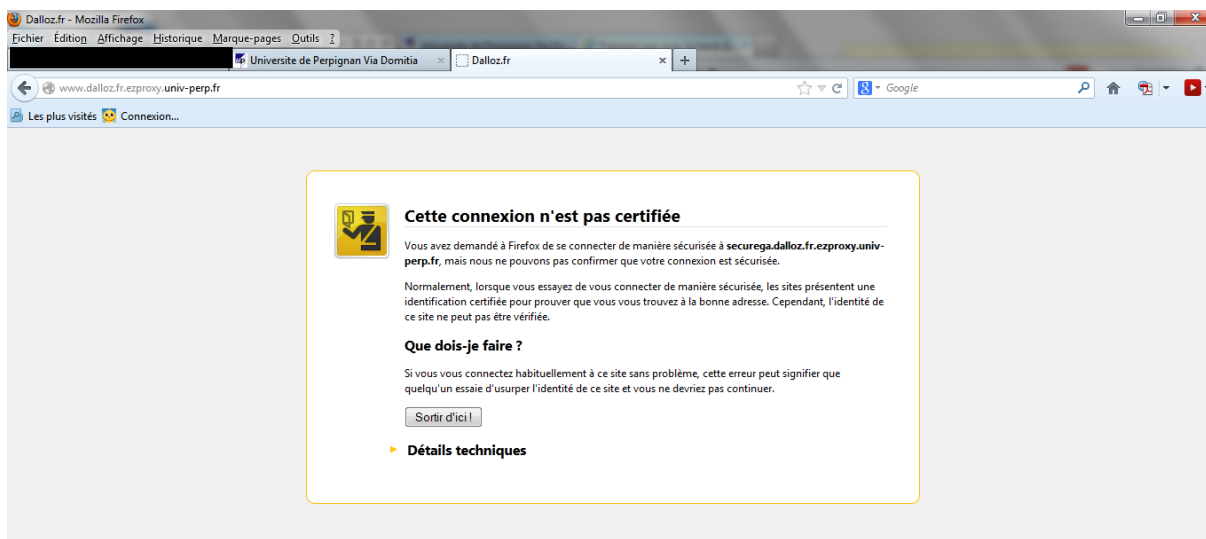 Dalloz.fr - Mozilla Firefox
Fichier Édition Affichage Historique Marque-pages Outils ?
Universite de Perpignan Via Domitia × Dalloz.fr × +
www.dalloz.fr.ezproxy.univ-perp.fr Google
Les plus visités Connexion...
Cette connexion n'est pas certifiée
Vous avez demandé à Firefox de se connecter de manière sécurisée à securega.dalloz.fr.ezproxy.univ-
perp.fr, mais nous ne pouvons pas confirmer que votre connexion est sécurisée.
Normalement, lorsque vous essayez de vous connecter de manière sécurisée, les sites présentent une
identification certifiée pour prouver que vous vous trouvez à la bonne adresse. Cependant, l'identité de
ce site ne peut pas être vérifiée.
Que dois-je faire ?
Si vous vous connectez habituellement à ce site sans problème, cette erreur peut signifier que
quelqu'un essaie d'usurper l'identité de ce site et vous ne devriez pas continuer.
Sortir d'ici !
Détails techniques